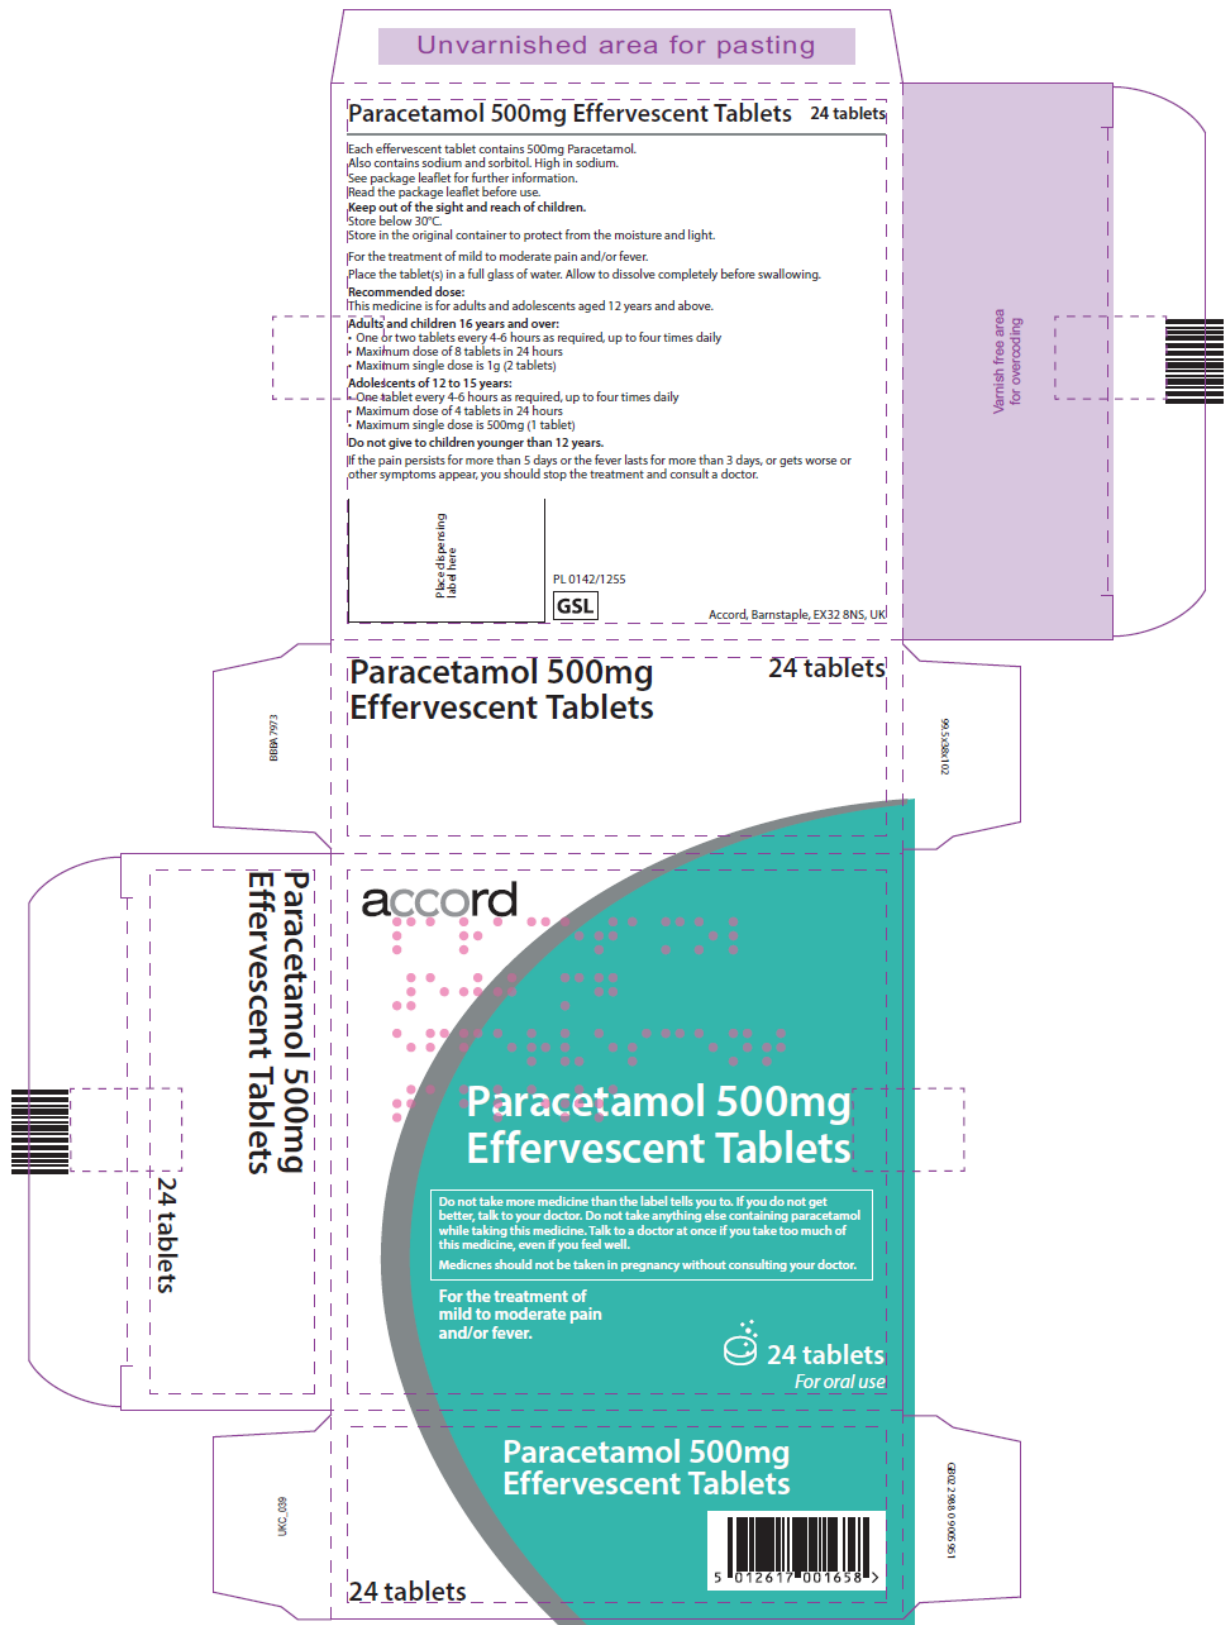 Unvarnished area for pasting
Paracetamol 500mg Effervescent Tablets 24 tablets
Each effervescent tablet contains 500mg Paracetamol.
Also contains sodium and sorbitol. High in sodium.
See package leaflet for further information.
Read the package leaflet before use.
Keep out of the sight and reach of children.
Store below 30°C.
Store in the original container to protect from the moisture and light.
For the treatment of mild to moderate pain and/or fever.
Place the tablet(s) in a full glass of water. Allow to dissolve completely before swallowing.
Recommended dose:
This medicine is for adults and adolescents aged 12 years and above.
Adults and children 16 years and over:
• One or two tablets every 4-6 hours as required, up to four times daily
• Maximum dose of 8 tablets in 24 hours
• Maximum single dose is 1g (2 tablets)
Adolescents of 12 to 15 years:
• One tablet every 4-6 hours as required, up to four times daily
• Maximum dose of 4 tablets in 24 hours
• Maximum single dose is 500mg (1 tablet)
Do not give to children younger than 12 years.
If the pain persists for more than 5 days or the fever lasts for more than 3 days, or gets worse or
other symptoms appear, you should stop the treatment and consult a doctor.
Place dispensing
label here
PL 0142/1255
GSL
Accord, Barnstaple, EX32 8NS, UK
Varnish free area
for overcoding
Paracetamol 500mg
Effervescent Tablets
24 tablets
BBBA7973
99.5x38x102
Paracetamol 500mg
Effervescent Tablets
24 tablets
accord
Paracetamol 500mg
Effervescent Tablets
Do not take more medicine than the label tells you to. If you do not get
better, talk to your doctor. Do not take anything else containing paracetamol
while taking this medicine. Talk to a doctor at once if you take too much of
this medicine, even if you feel well.
Medicnes should not be taken in pregnancy without consulting your doctor.
For the treatment of
mild to moderate pain
and/or fever.
24 tablets
For oral use
Paracetamol 500mg
Effervescent Tablets
5 012617 001658 >
24 tablets
UKC_039